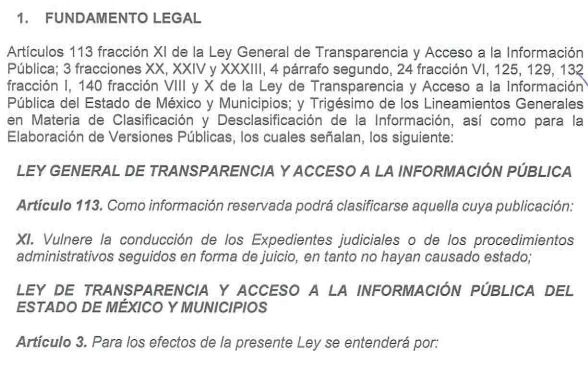 1. FUNDAMENTO LEGAL
Artículos 113 fracción XI de la Ley General de Transparencia y Acceso a la Información
Pública; 3 fracciones XX, XXIV y XXXIII, 4 párrafo segundo, 24 fracción VI, 125, 129, 132
fracción I, 140 fracción VIII y X de la Ley de Transparencia y Acceso a la Información
Pública del Estado de México y Municipios; y Trigésimo de los Lineamientos Generales
en Materia de Clasificación y Desclasificación de la Información, así como para la
Elaboración de Versiones Públicas, los cuales señalan, los siguiente:
LEY GENERAL DE TRANSPARENCIA Y ACCESO A LA INFORMACIÓN PÚBLICA
Artículo 113. Como información reservada podrá clasificarse aquella cuya publicación:
XI. Vulnere la conducción de los Expedientes judiciales o de los procedimientos
administrativos seguidos en forma de juicio, en tanto no hayan causado estado;
LEY DE TRANSPARENCIA Y ACCESO A LA INFORMACIÓN PÚBLICA DEL
ESTADO DE MÉXICO Y MUNICIPIOS
Artículo 3. Para los efectos de la presente Ley se entenderá por: